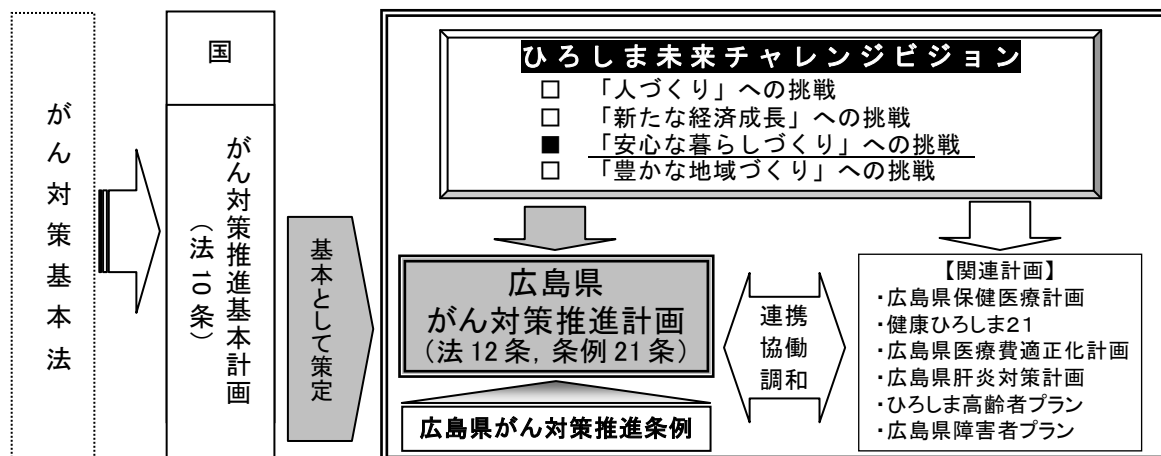 がん対策基本法
国
がん対策推進基本計画
（法10条）
基本として策定
ひろしま未来チャレンジビジョン
□ 「人づくり」への挑戦
□ 「新たな経済成長」への挑戦
■ 「安心な暮らしづくり」への挑戦
□ 「豊かな地域づくり」への挑戦
広島県
がん対策推進計画
（法12条，条例21条）
広島県がん対策推進条例
連携
協働
調和
【関連計画】
・広島県保健医療計画
・健康ひろしま２１
・広島県医療費適正化計画
・広島県肝炎対策計画
・ひろしま高齢者プラン
・広島県障害者プラン